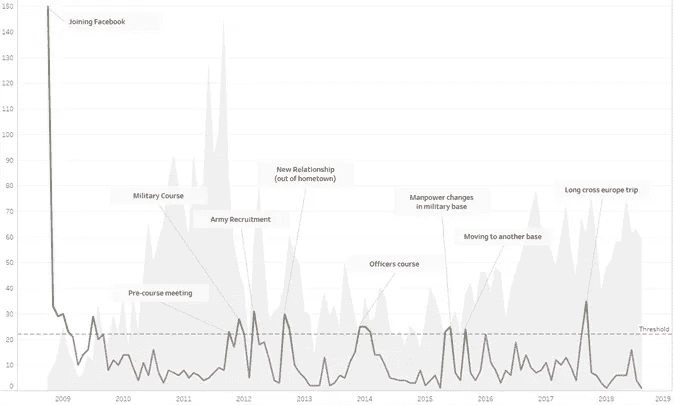 150
140
130
120
110
100
90
80
70
60
50
40
30
20
10
0
Joining Facebook
New Relationship
(out of hometown)
Military Course
Army Recruitment
Manpower changes
in military base
Long cross europe trip
Moving to another base
Officers course
Pre-course meeting
Threshold
2009
2010
2011
2012
2013
2014
2015
2016
2017
2018
2019